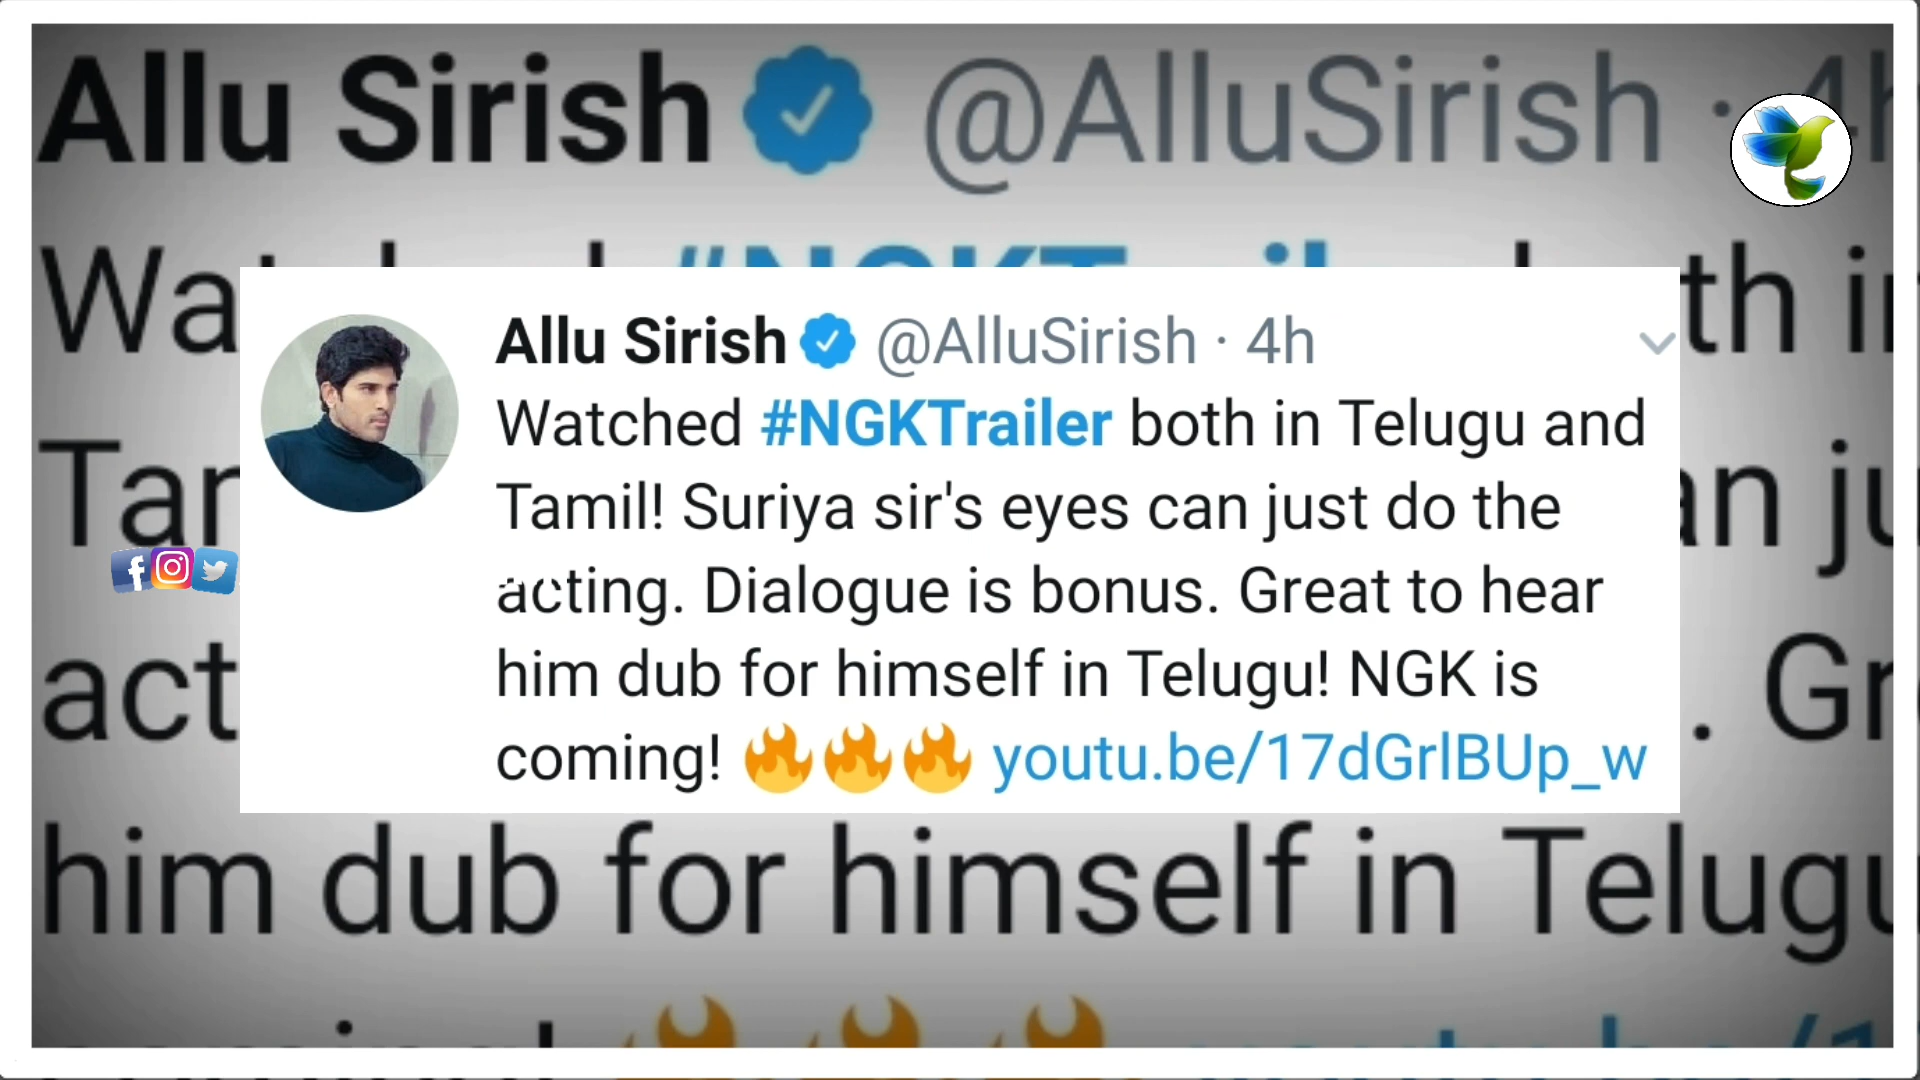 Allu Sirish @AlluSirish · 4h
Allu Sirish @AlluSirish · 4h
Watched #NGKTrailer both in Telugu and
Tamil! Suriya sir's eyes can just do the
acting. Dialogue is bonus. Great to hear
him dub for himself in Telugu! NGK is
coming! 🔥🔥🔥 youtu.be/17dGrlBUp_w
him dub for himself in Telugu